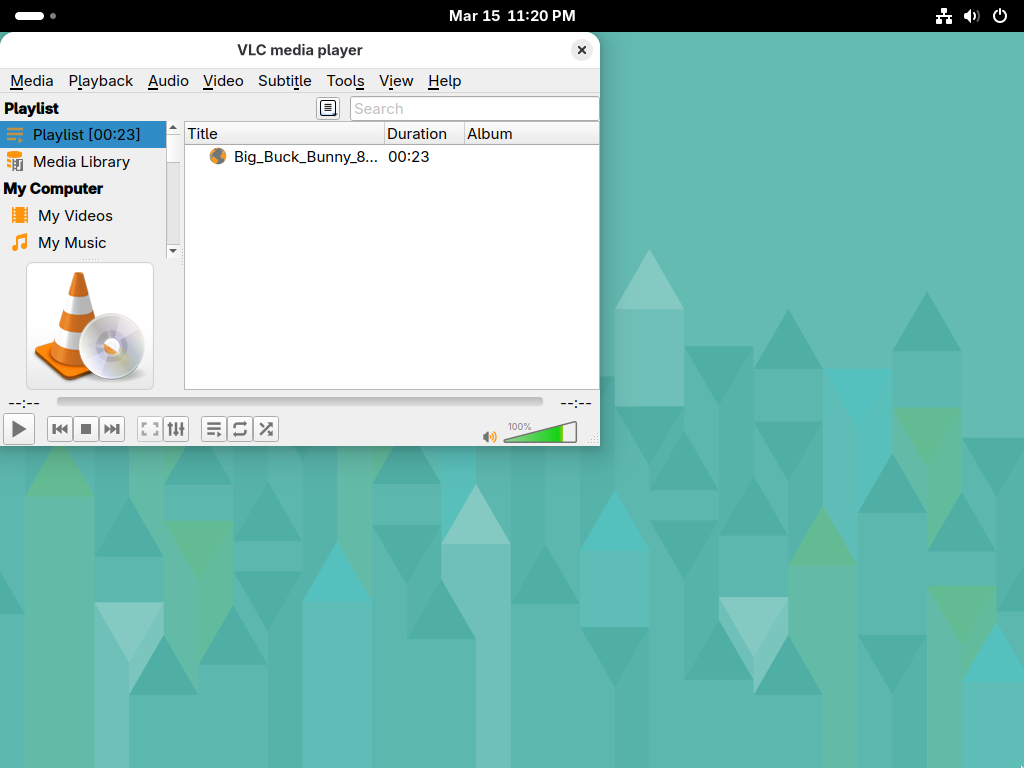 Mar 15 11:20 PM
VLC media player
Media Playback Audio Video Subtitle Tools View Help
Playlist
Search
Playlist [00:23]
Media Library
My Computer
My Videos
My Music
Title Duration Album
Big_Buck_Bunny_8... 00:23
--:-- --:--
100%